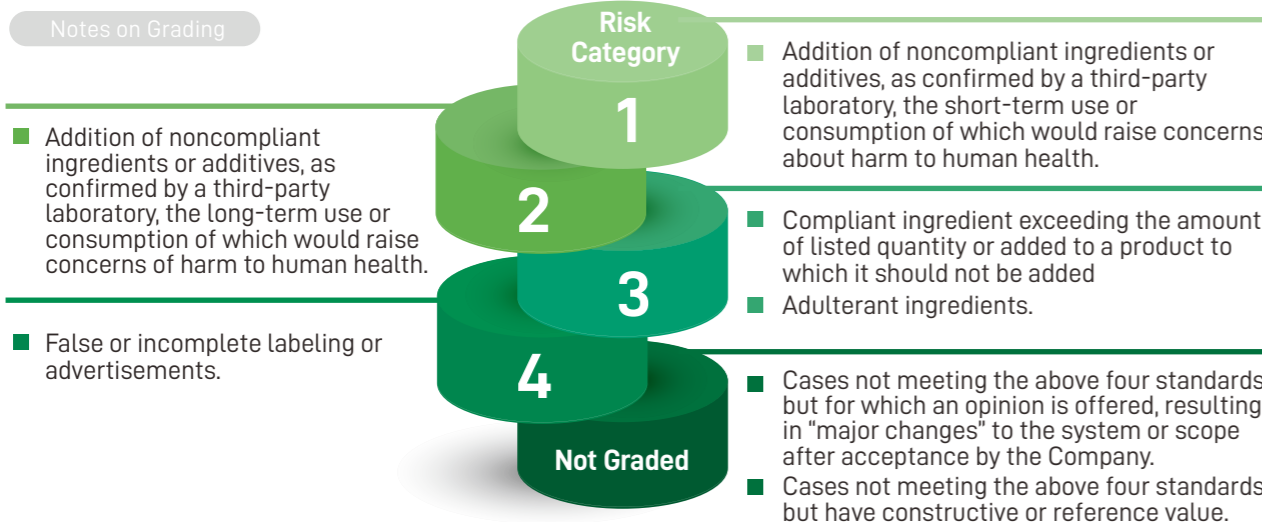 Notes on Grading
Risk
Category
1
Addition of noncompliant ingredients or
additives, as confirmed by a third-party
laboratory, the short-term use or
consumption of which would raise concerns
about harm to human health.
2
Addition of noncompliant
ingredients or additives, as
confirmed by a third-party
laboratory, the long-term use or
consumption of which would raise
concerns of harm to human health.
3
Compliant ingredient exceeding the amount
of listed quantity or added to a product to
which it should not be added
Adulterant ingredients.
4
False or incomplete labeling or
advertisements.
Not Graded
Cases not meeting the above four standards
but for which an opinion is offered, resulting
in "major changes" to the system or scope
after acceptance by the Company.
Cases not meeting the above four standards
but have constructive or reference value.